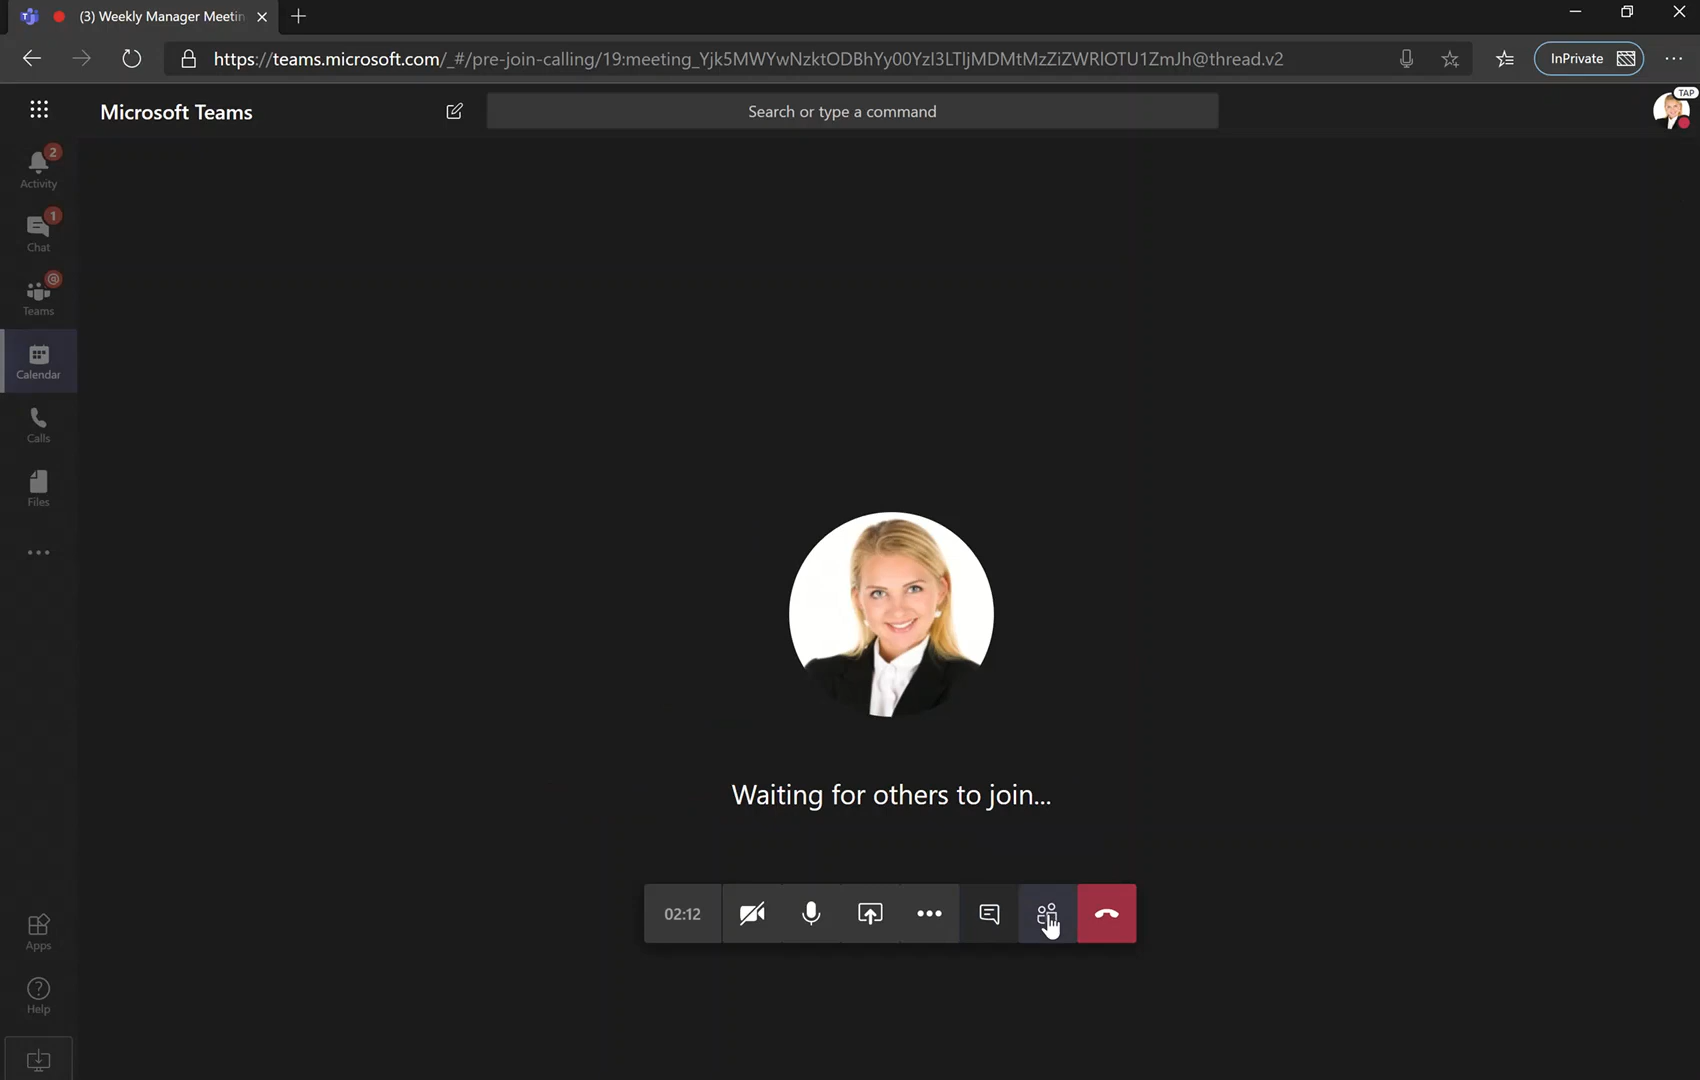 (3) Weekly Manager Meetin
https://teams.microsoft.com/_#/pre-join-calling/19:meeting_Yjk5MWYwNzktODBhYy00YzI3LTljMDMtMzZiZWRlOTU1ZmJh@thread.v2
InPrivate
Microsoft Teams
Search or type a command
TAP
2
Activity
1
Chat
@
Teams
Calendar
Calls
Files
Waiting for others to join...
02:12
Apps
?
Help